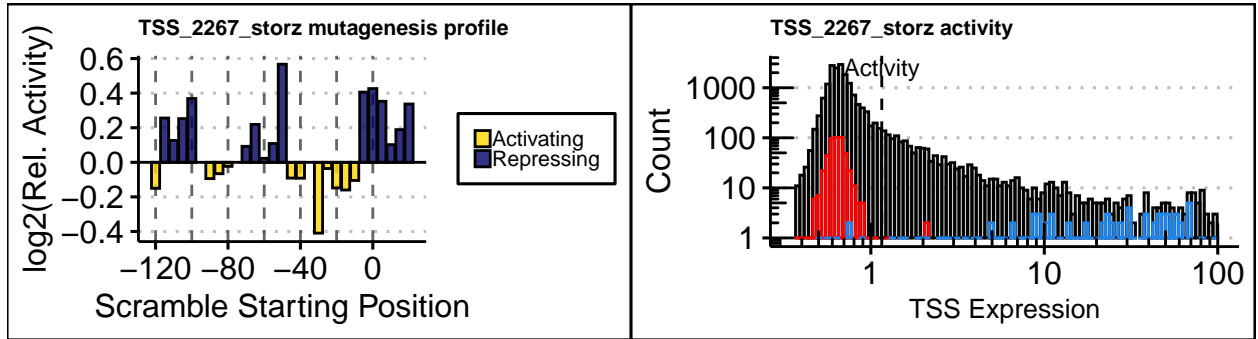 TSS_2267_storz mutagenesis profile
log2(Rel. Activity)
0.6
0.4
0.2
0.0
−0.2
−0.4
−120 −80 −40 0
Scramble Starting Position
Activating
Repressing
TSS_2267_storz activity
Activity
Count
1000
100
10
1
1 10 100
TSS Expression